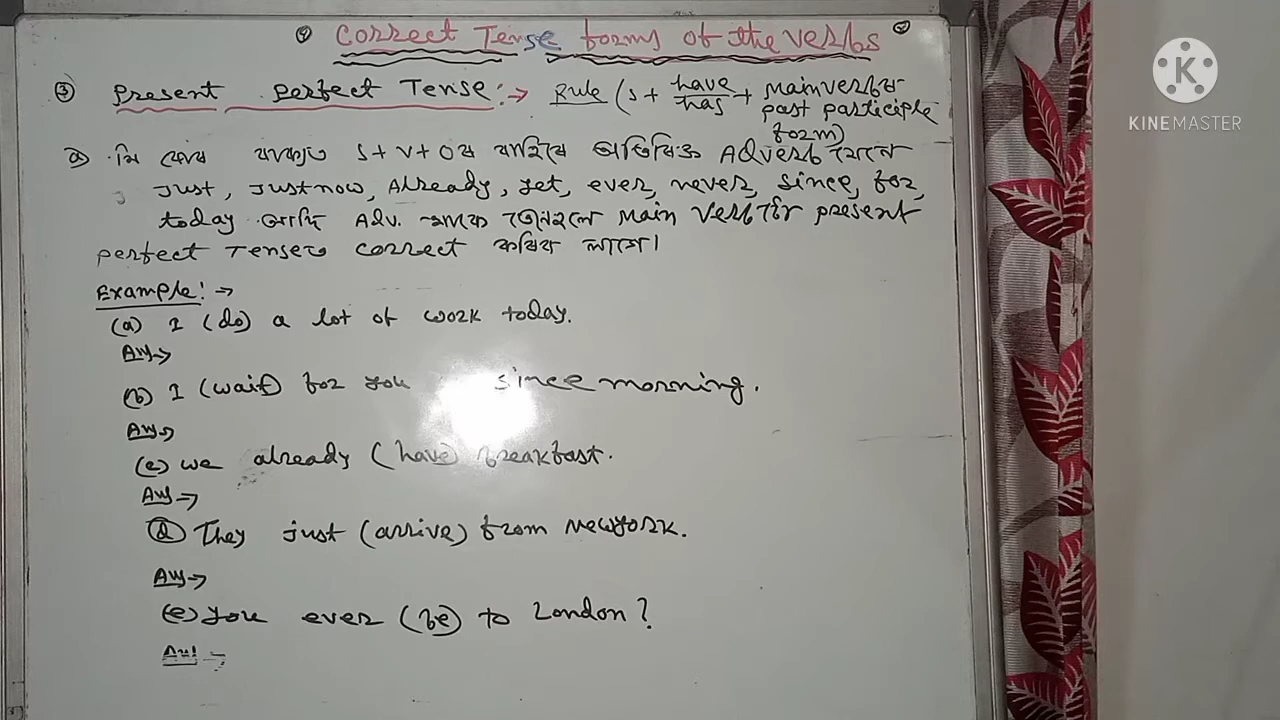 Correct Tense forms of the verbs
③ Present Perfect Tense:→ Rule (S + have/has + main verbৰ
past participle
form)
S + V + Oৰ বাহিৰে অতিৰিক্ত Adverb যেনে
Just, Just now, Already, yet, ever, never, since, for,
today আদি Adv. থাকে তেনেহলে main verbটোৰ present
perfect Tenseত correct কৰিব লাগে।
Example:→
(a) I (do) a lot of work today.
Ans→
(b) I (wait) for you since morning.
Ans→
(c) we already (have) breakfast.
Ans→
(d) They just (arrive) from Newyork.
Ans→
(e) you ever (be) to London?
Ans→
KINEMASTER